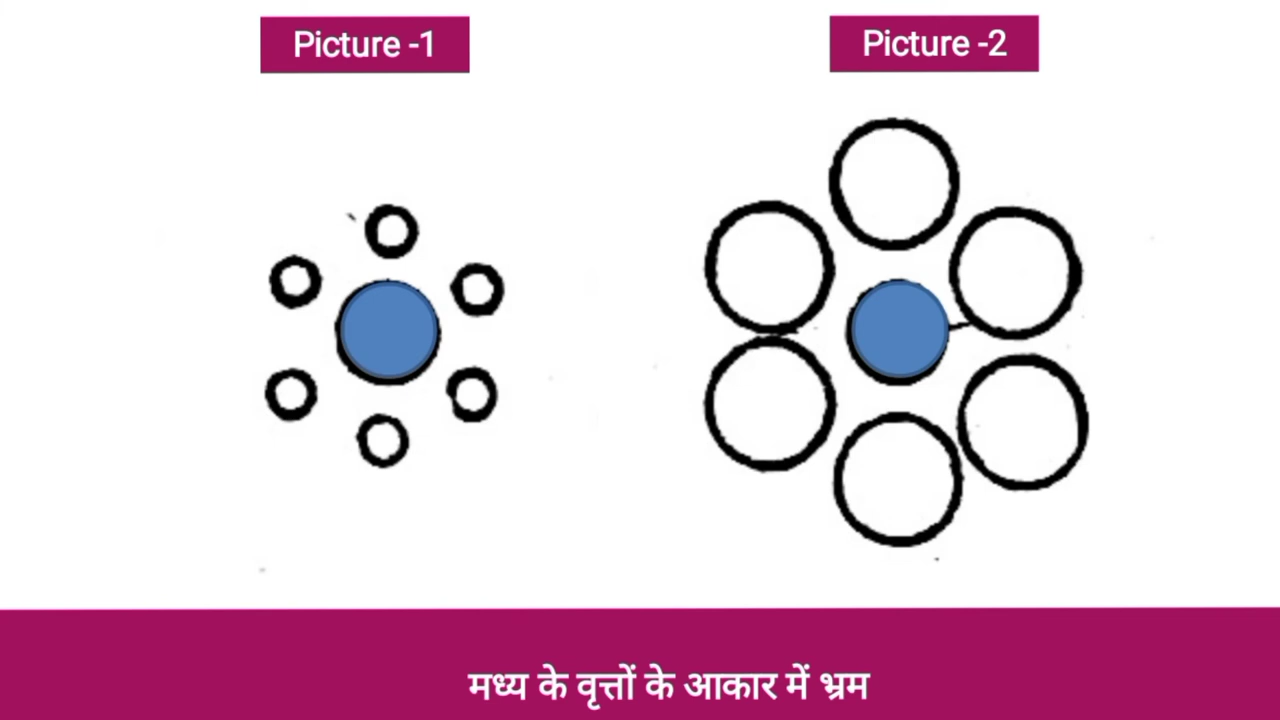 Picture -1
Picture -2
मध्य के वृत्तों के आकार में भ्रम